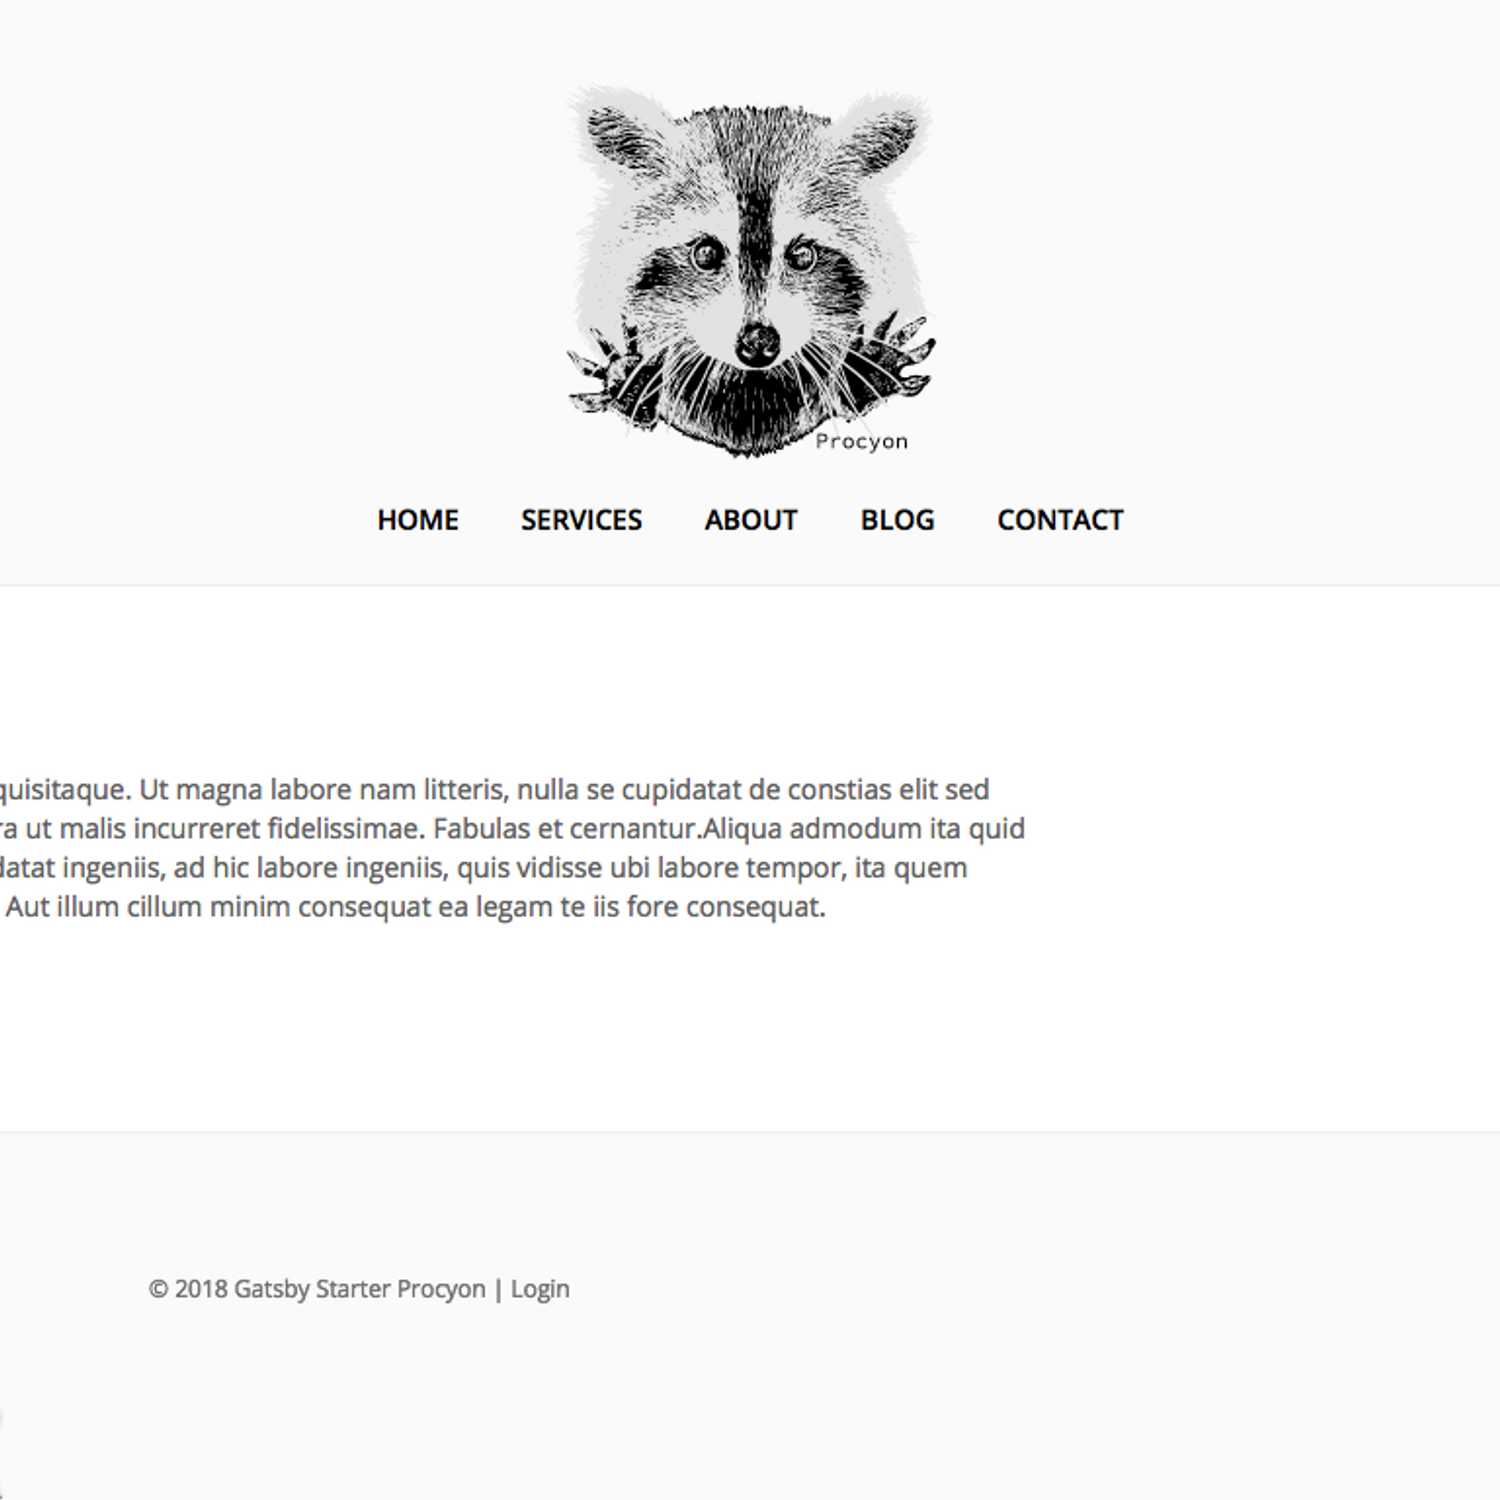 Procyon
HOME SERVICES ABOUT BLOG CONTACT
quisitaque. Ut magna labore nam litteris, nulla se cupidatat de constias elit sed
ra ut malis incurreret fidelissimae. Fabulas et cernantur.Aliqua admodum ita quid
datat ingeniis, ad hic labore ingeniis, quis vidisse ubi labore tempor, ita quem
Aut illum cillum minim consequat ea legam te iis fore consequat.
© 2018 Gatsby Starter Procyon | Login